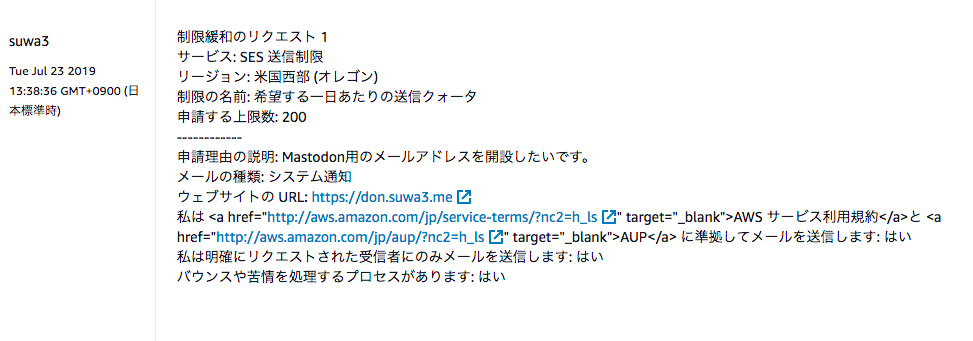 suwa3
Tue Jul 23 2019
13:38:36 GMT+0900 (日
本標準時)
制限緩和のリクエスト 1
サービス: SES 送信制限
リージョン: 米国西部 (オレゴン)
制限の名前: 希望する一日あたりの送信クォータ
申請する上限数: 200
------------
申請理由の説明: Mastodon用のメールアドレスを開設したいです。
メールの種類: システム通知
ウェブサイトの URL: https://don.suwa3.me
私は <a href="http://aws.amazon.com/jp/service-terms/?nc2=h_ls" target="_blank">AWS サービス利用規約</a>と <a
href="http://aws.amazon.com/jp/aup/?nc2=h_ls" target="_blank">AUP</a> に準拠してメールを送信します: はい
私は明確にリクエストされた受信者にのみメールを送信します: はい
バウンスや苦情を処理するプロセスがあります: はい